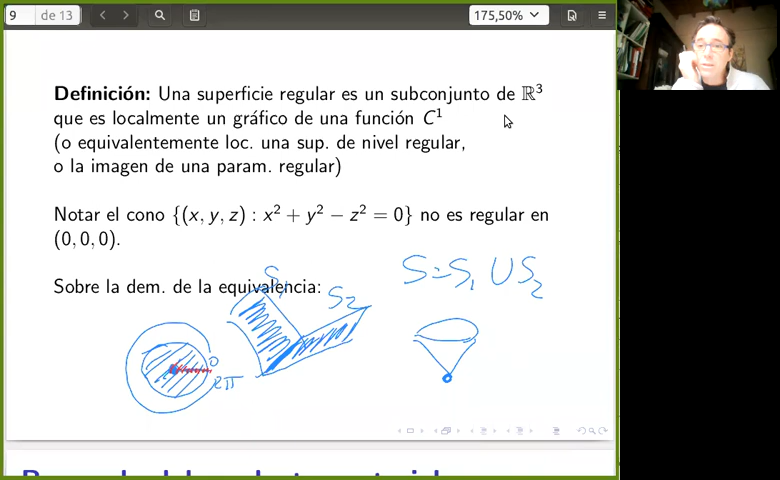 9 de 13 175,50%
Definición: Una superficie regular es un subconjunto de ℝ³
que es localmente un gráfico de una función C¹
(o equivalentemente loc. una sup. de nivel regular,
o la imagen de una param. regular)
Notar el cono {(x, y, z) : x² + y² − z² = 0} no es regular en
(0, 0, 0).
S=S₁ ∪ S₂
Sobre la dem. de la equivalencia:
S₁
S₂
0
2π